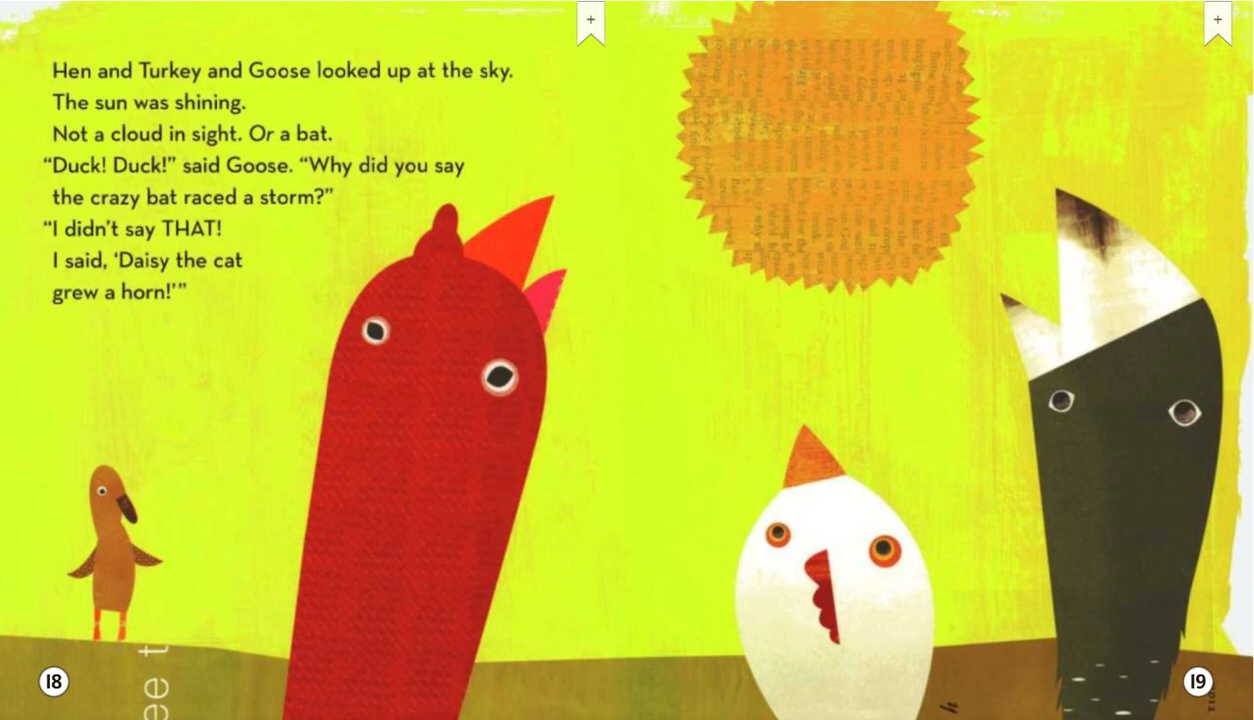 Hen and Turkey and Goose looked up at the sky.
The sun was shining.
Not a cloud in sight. Or a bat.
“Duck! Duck!” said Goose. “Why did you say
the crazy bat raced a storm?”
“I didn’t say THAT!
I said, ‘Daisy the cat
grew a horn!’”
ee t
18
19